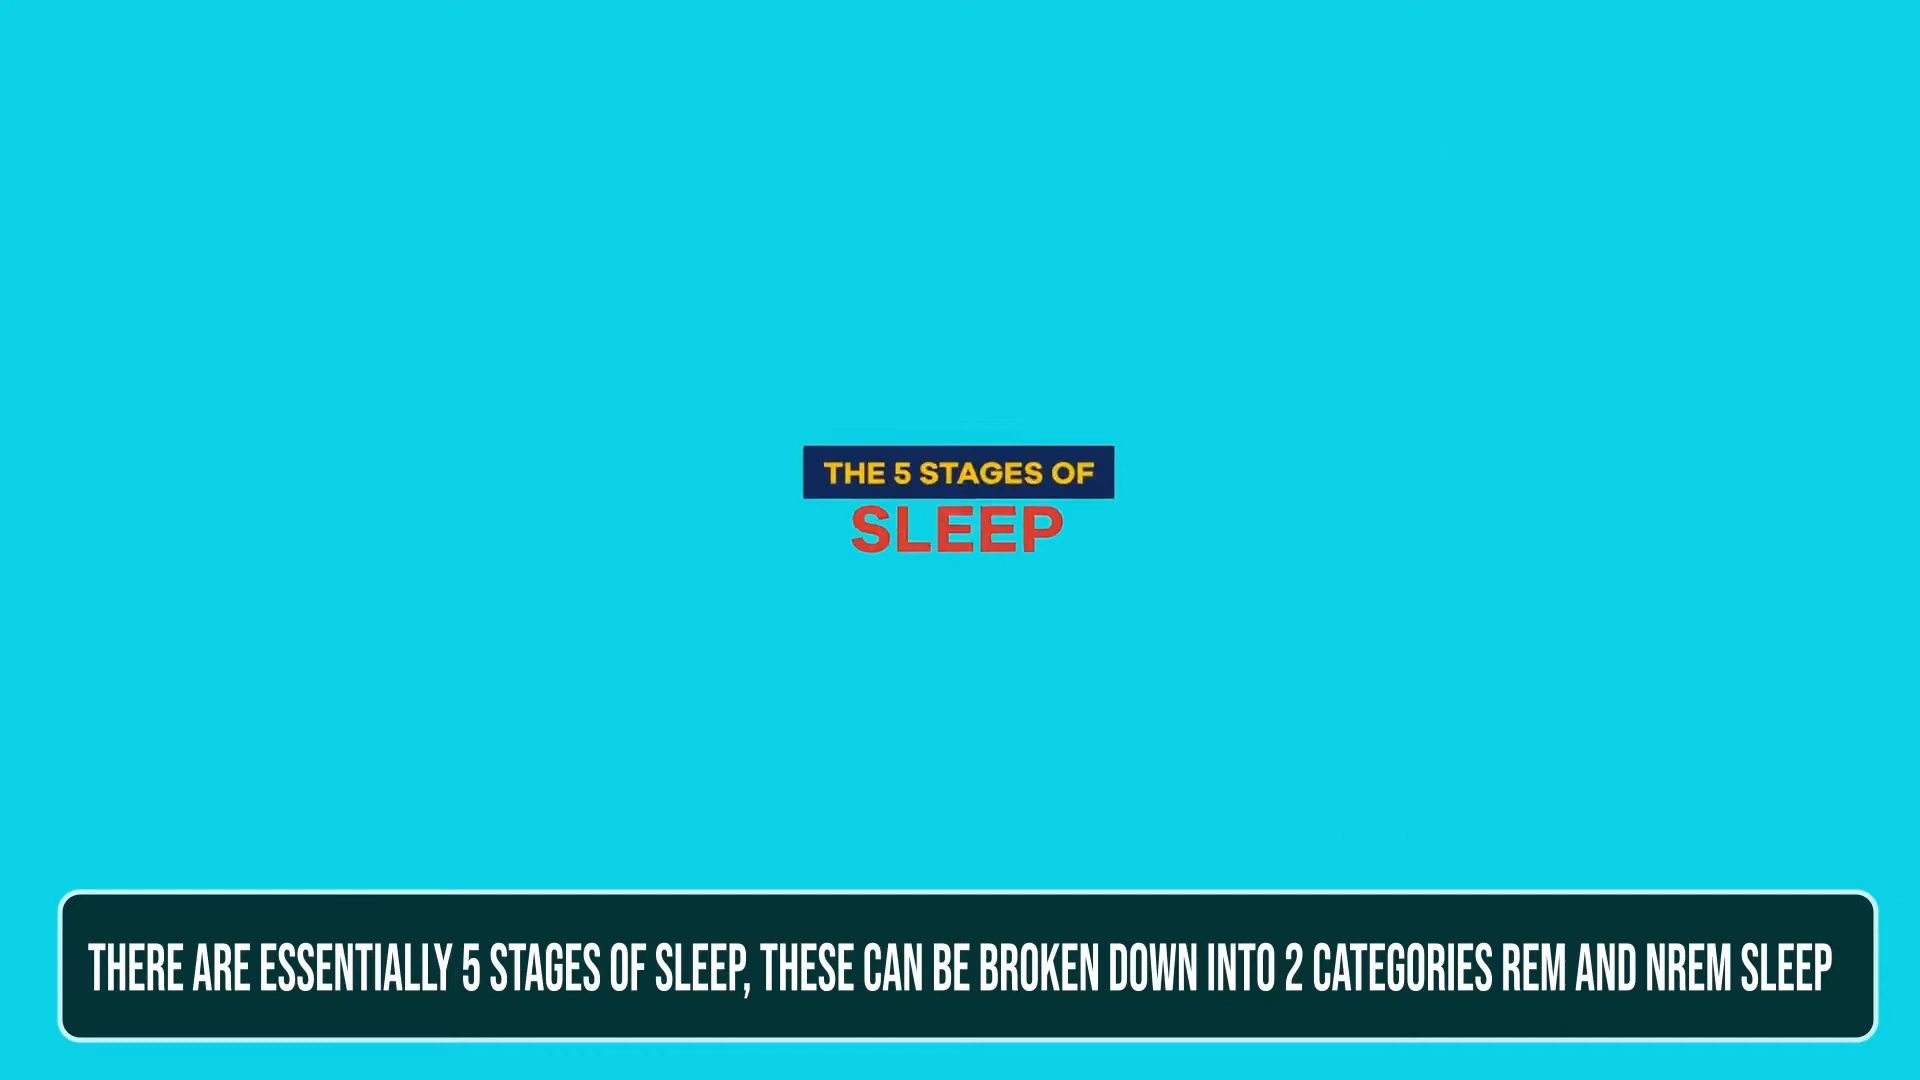 THE 5 STAGES OF
SLEEP
THERE ARE ESSENTIALLY 5 STAGES OF SLEEP, THESE CAN BE BROKEN DOWN INTO 2 CATEGORIES REM AND NREM SLEEP